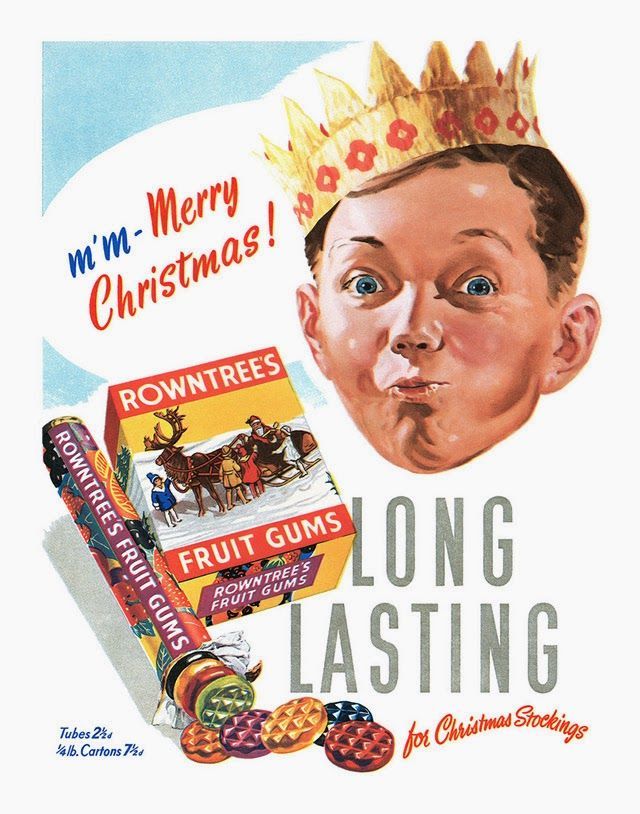 m'm - Merry
Christmas!
ROWNTREE'S
FRUIT GUMS
ROWNTREE'S
FRUIT GUMS
ROWNTREE'S FRUIT GUMS
LONG
LASTING
for Christmas Stockings
Tubes 2½d
¼lb. Cartons 7½d